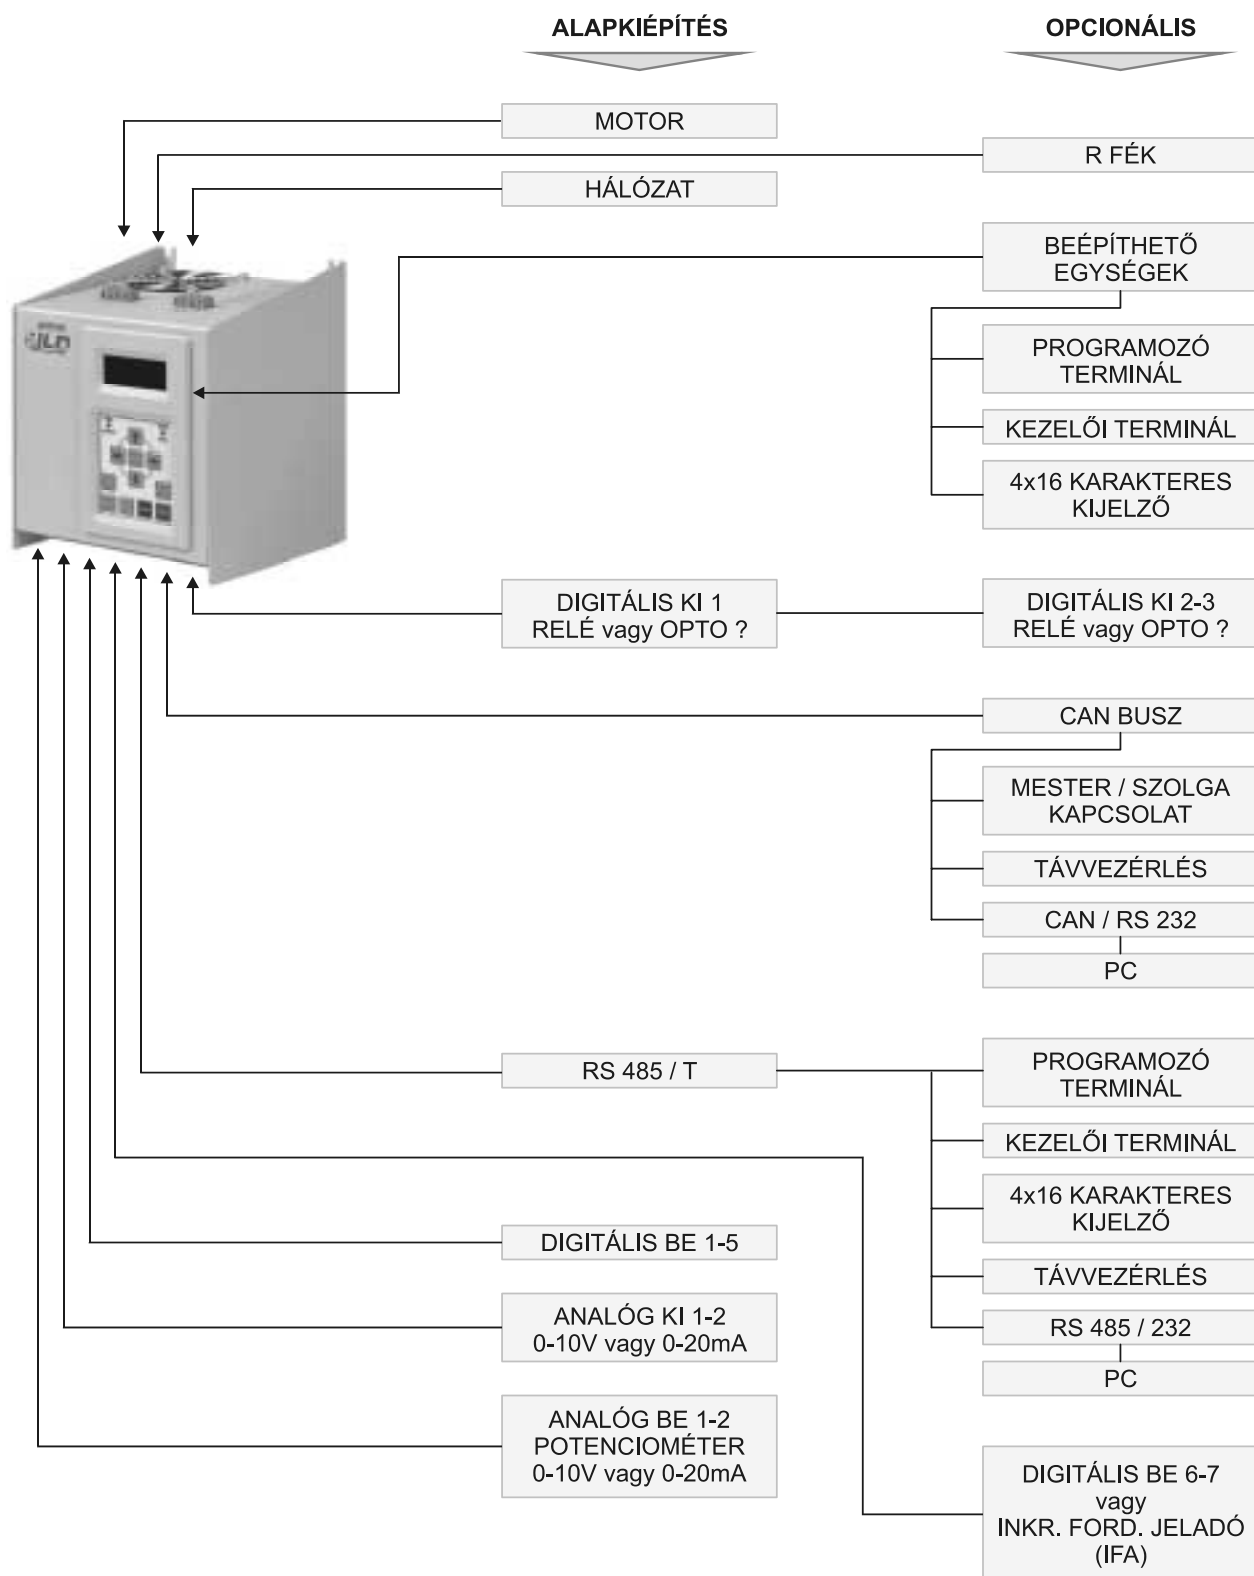 ALAPKIÉPÍTÉS
OPCIONÁLIS
MOTOR
R FÉK
HÁLÓZAT
BEÉPÍTHETŐ
EGYSÉGEK
PROGRAMOZÓ
TERMINÁL
KEZELŐI TERMINÁL
4x16 KARAKTERES
KIJELZŐ
DIGITÁLIS KI 1
RELÉ vagy OPTO ?
DIGITÁLIS KI 2-3
RELÉ vagy OPTO ?
CAN BUSZ
MESTER / SZOLGA
KAPCSOLAT
TÁVVEZÉRLÉS
CAN / RS 232
PC
RS 485 / T
PROGRAMOZÓ
TERMINÁL
KEZELŐI TERMINÁL
4x16 KARAKTERES
KIJELZŐ
TÁVVEZÉRLÉS
RS 485 / 232
PC
DIGITÁLIS BE 1-5
ANALÓG KI 1-2
0-10V vagy 0-20mA
ANALÓG BE 1-2
POTENCIOMÉTER
0-10V vagy 0-20mA
DIGITÁLIS BE 6-7
vagy
INKR. FORD. JELADÓ
(IFA)